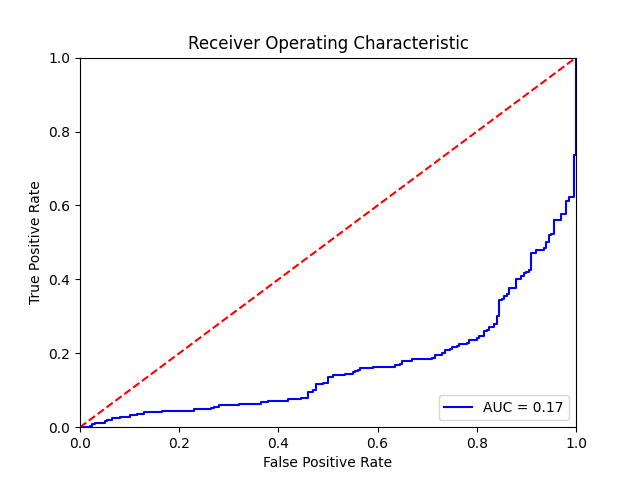 Receiver Operating Characteristic
True Positive Rate
1.0
0.8
0.6
0.4
0.2
0.0
AUC = 0.17
0.0 0.2 0.4 0.6 0.8 1.0
False Positive Rate